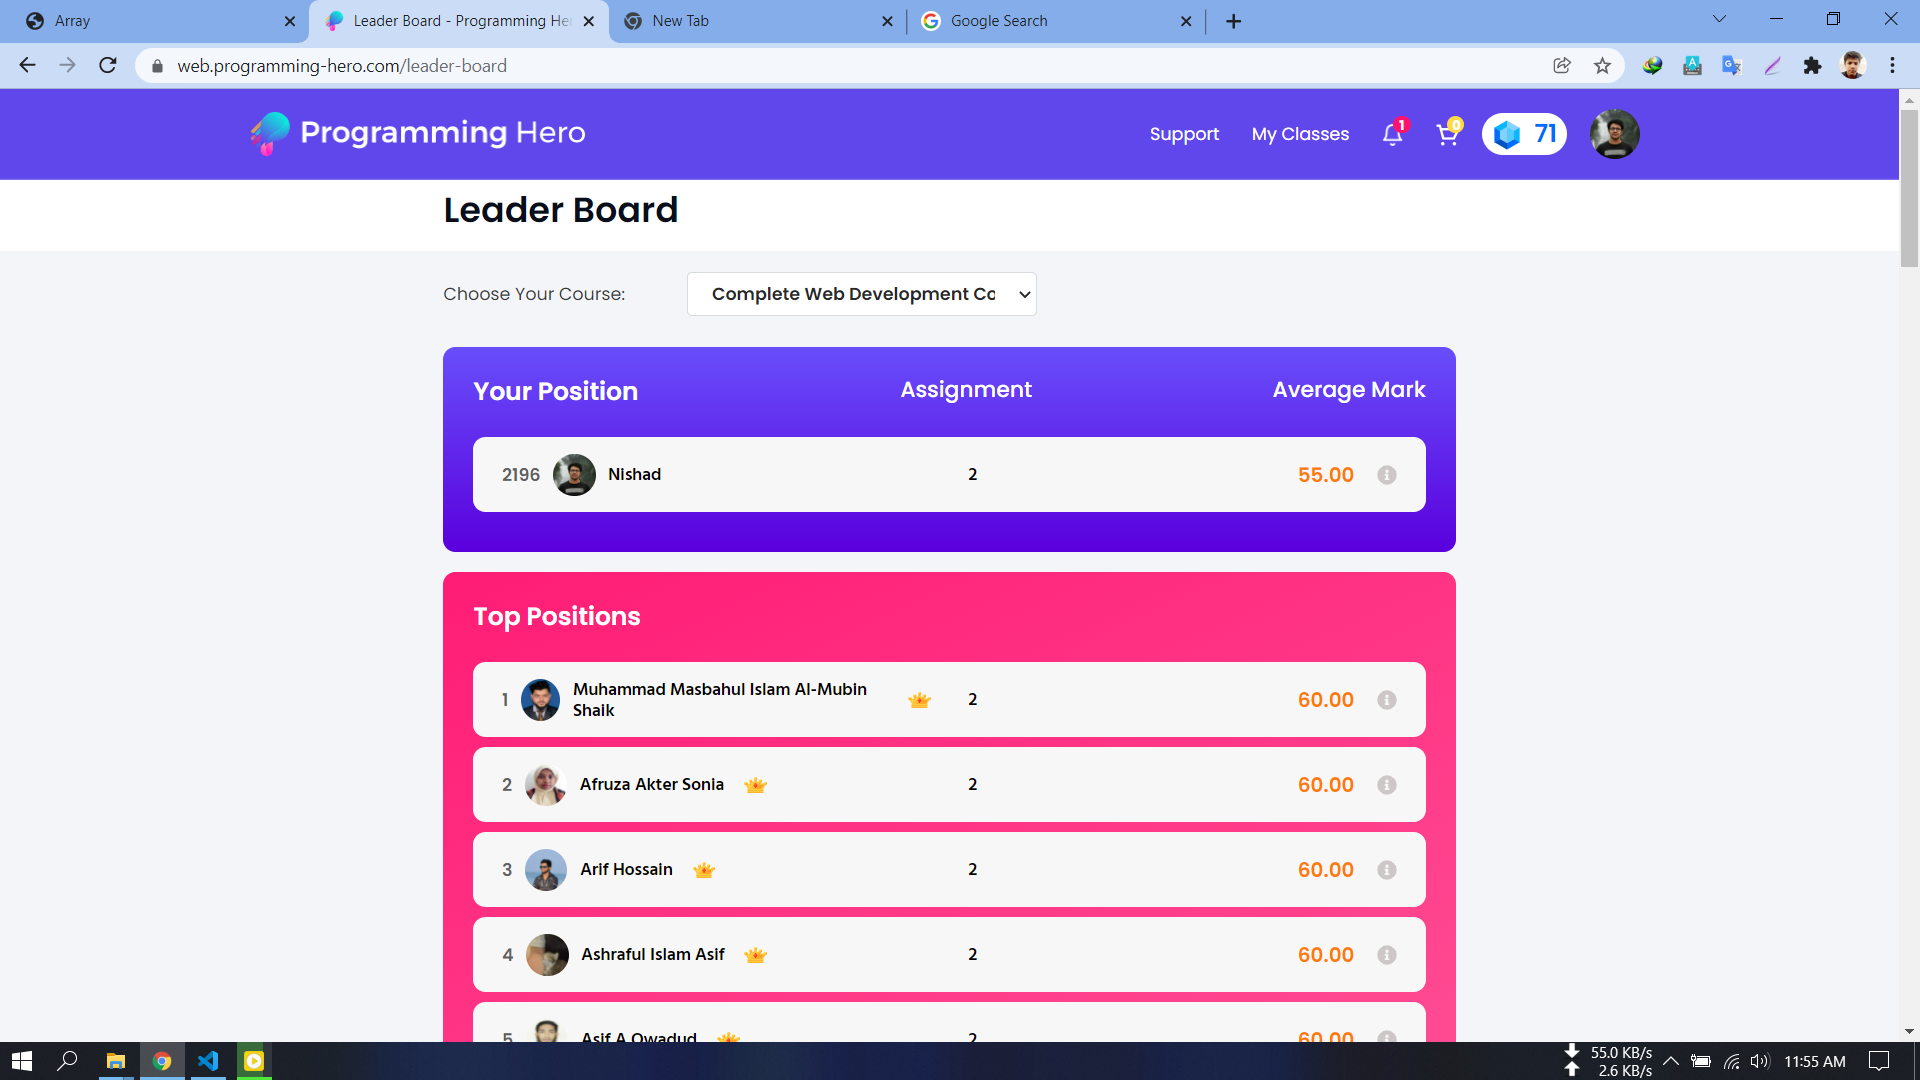 Array
Leader Board - Programming He
New Tab
Google Search
web.programming-hero.com/leader-board
Programming Hero
Support
My Classes
1
0
71
Leader Board
Choose Your Course:
Complete Web Development Co
Your Position
Assignment
Average Mark
2196
Nishad
2
55.00
Top Positions
1
Muhammad Masbahul Islam Al-Mubin
Shaik
2
60.00
2
Afruza Akter Sonia
2
60.00
3
Arif Hossain
2
60.00
4
Ashraful Islam Asif
2
60.00
5
Asif A Owadud
2
60.00
55.0 KB/s
2.6 KB/s
11:55 AM